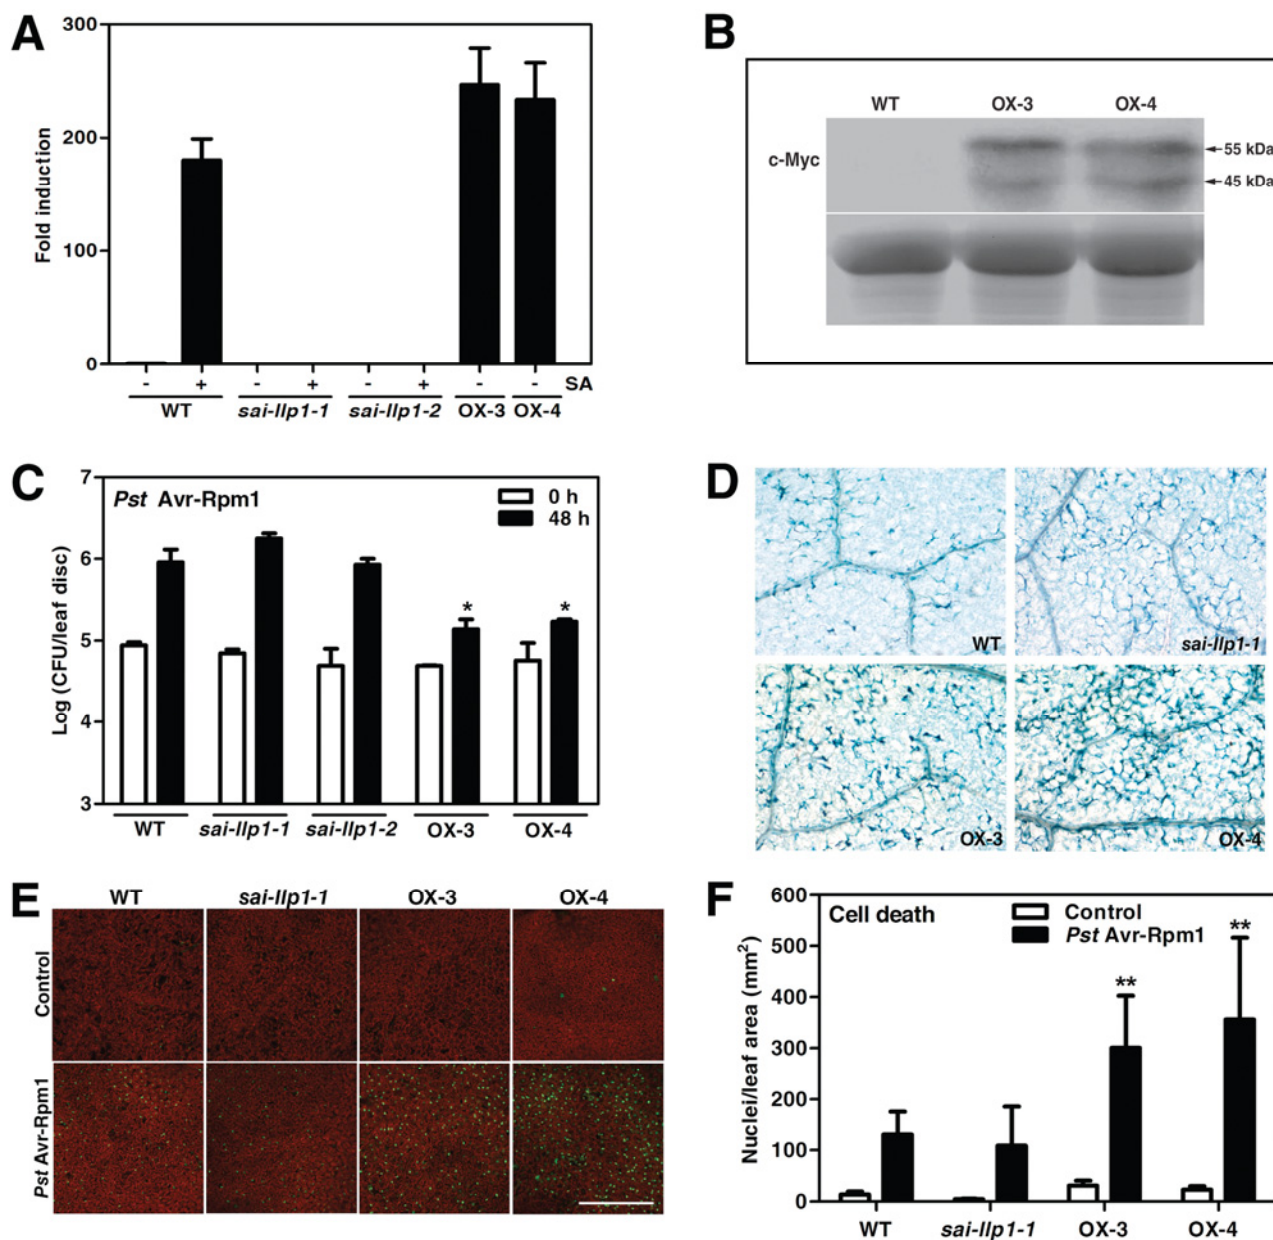 A
300
200
100
0
Fold induction
- + - + - + - - SA
WT sai-llp1-1 sai-llp1-2 OX-3 OX-4
B
WT OX-3 OX-4
c-Myc
55 kDa
45 kDa
C
7
6
5
4
3
Log (CFU/leaf disc)
Pst Avr-Rpm1
0 h
48 h
* *
WT sai-llp1-1 sai-llp1-2 OX-3 OX-4
D
WT
sai-llp1-1
OX-3
OX-4
E
WT sai-llp1-1 OX-3 OX-4
Control
Pst Avr-Rpm1
F
600
500
400
300
200
100
0
Nuclei/leaf area (mm²)
Cell death
Control
Pst Avr-Rpm1
** **
WT sai-llp1-1 OX-3 OX-4